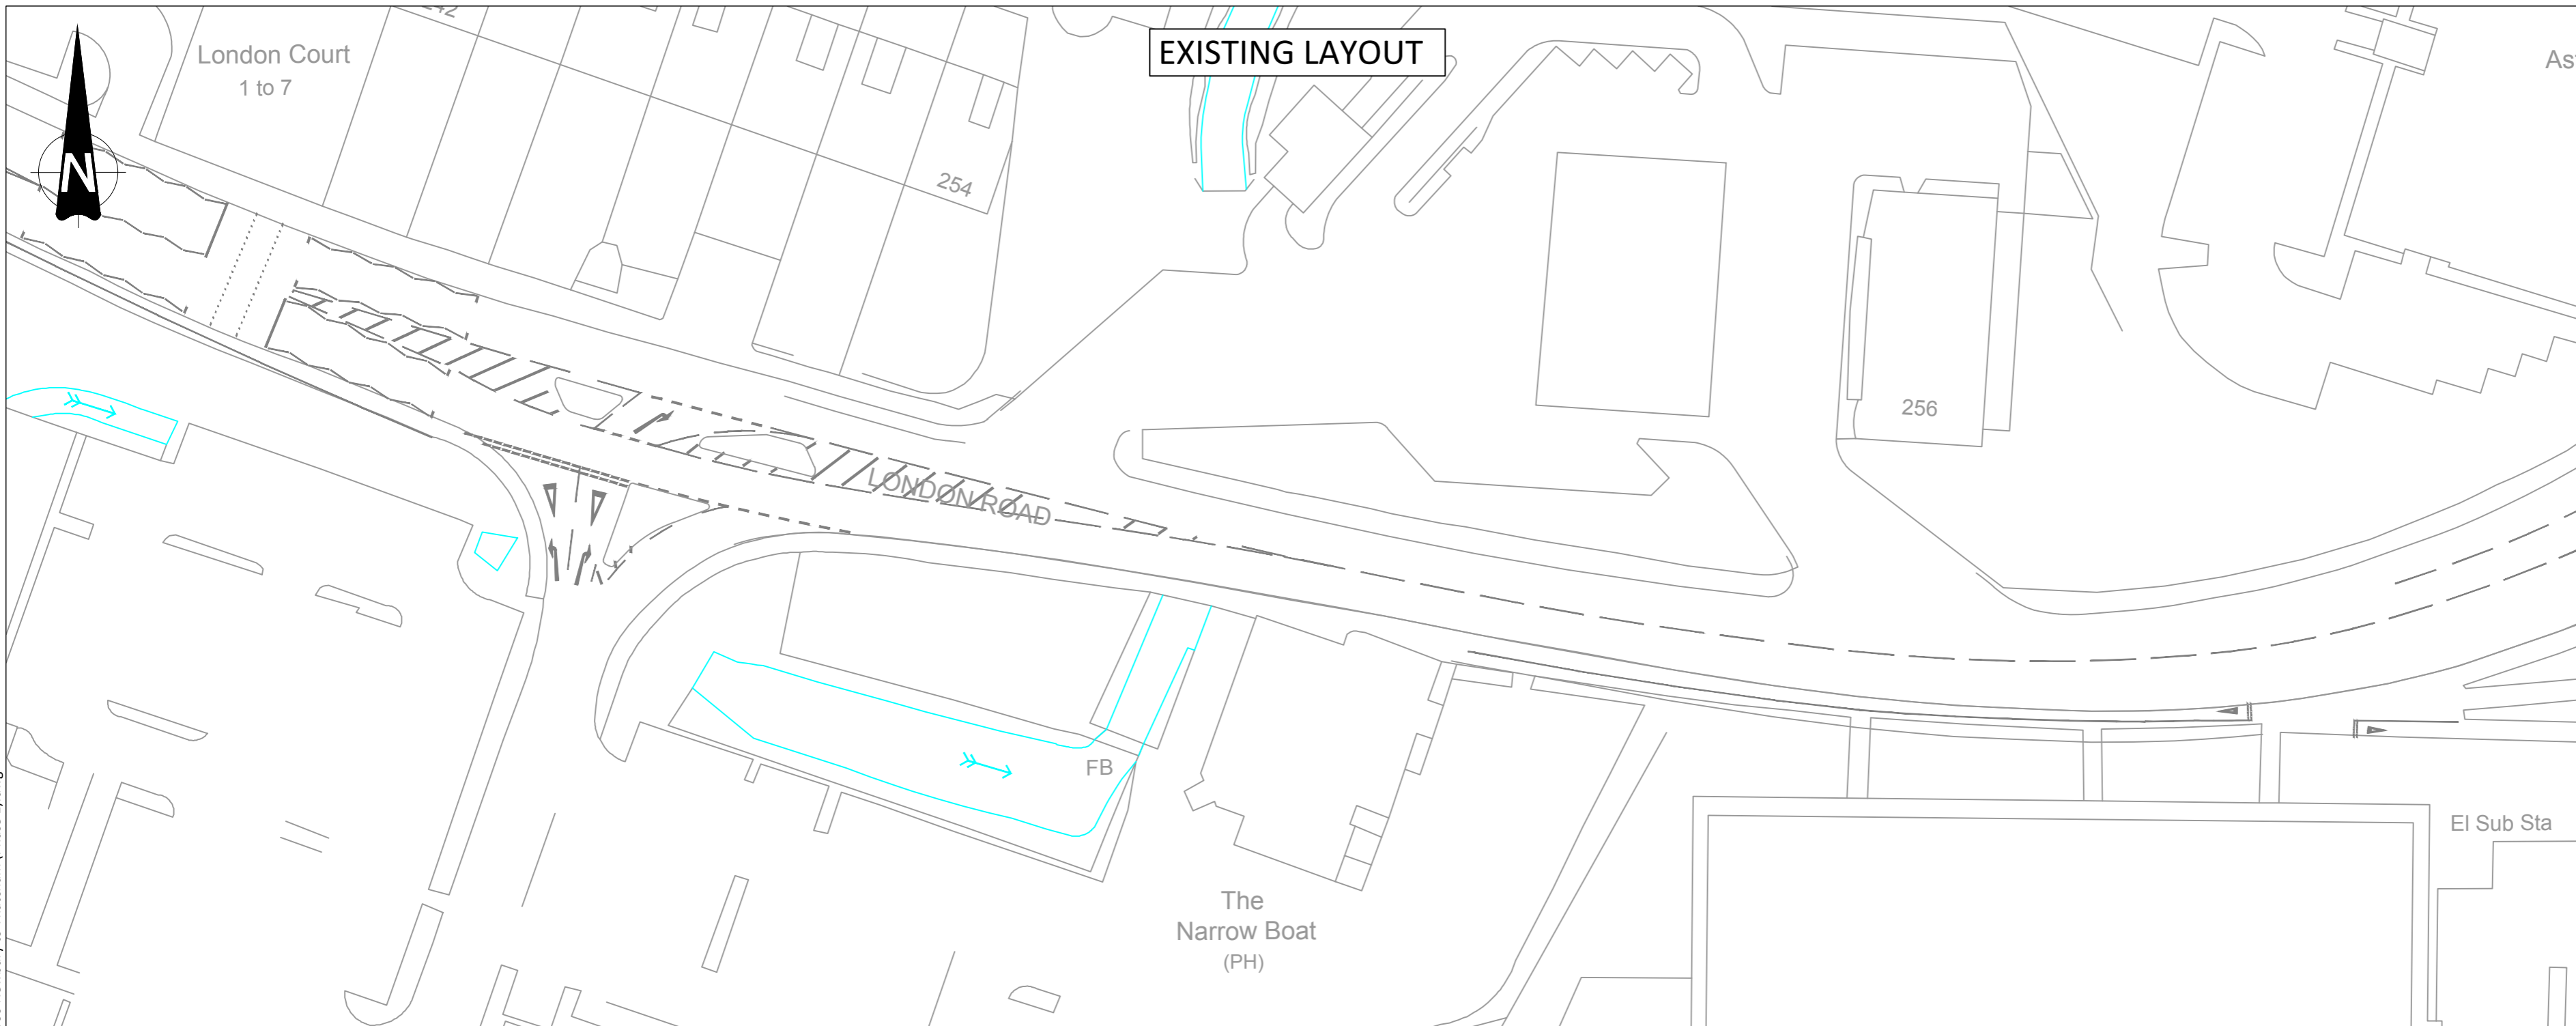 EXISTING LAYOUT
London Court
1 to 7
N
254
256
LONDON ROAD
FB
The
Narrow Boat
(PH)
El Sub Sta